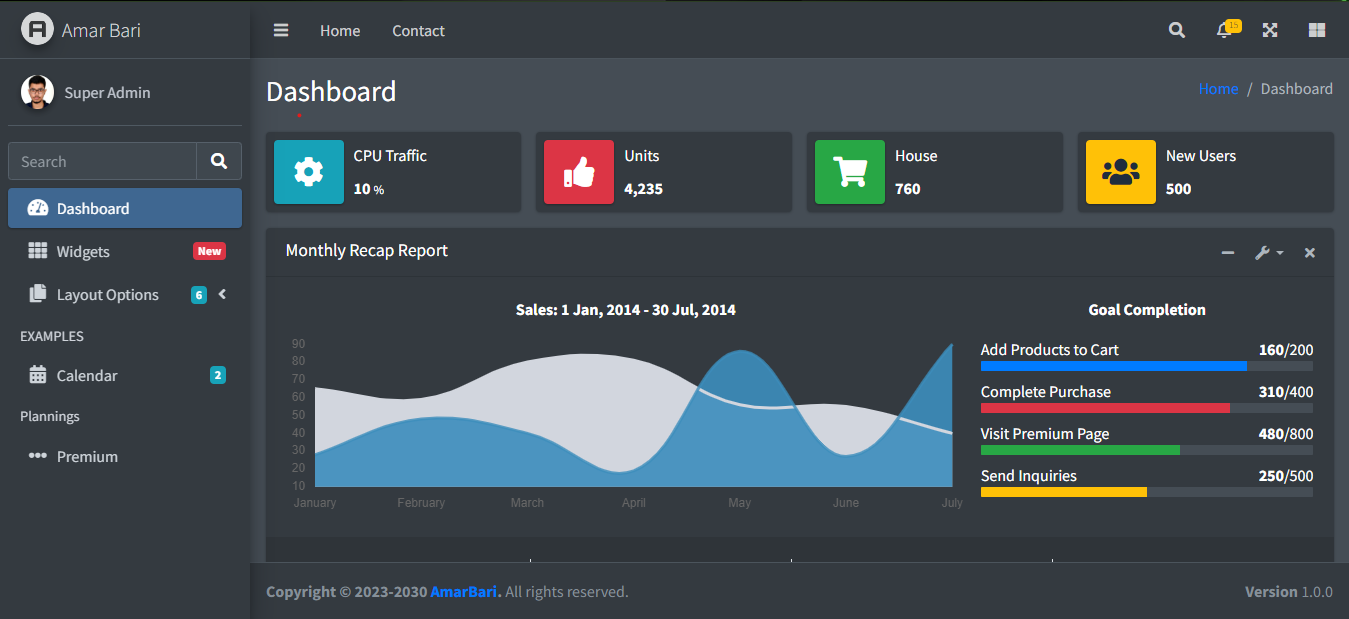 Amar Bari
Home
Contact
15
Super Admin
Search
Dashboard
Widgets
New
Layout Options
6
EXAMPLES
Calendar
2
Plannings
Premium
Dashboard
Home / Dashboard
CPU Traffic
10 %
Units
4,235
House
760
New Users
500
Monthly Recap Report
Sales: 1 Jan, 2014 - 30 Jul, 2014
90
80
70
60
50
40
30
20
10
January February March April May June July
Goal Completion
Add Products to Cart 160/200
Complete Purchase 310/400
Visit Premium Page 480/800
Send Inquiries 250/500
Copyright © 2023-2030 AmarBari. All rights reserved.
Version 1.0.0